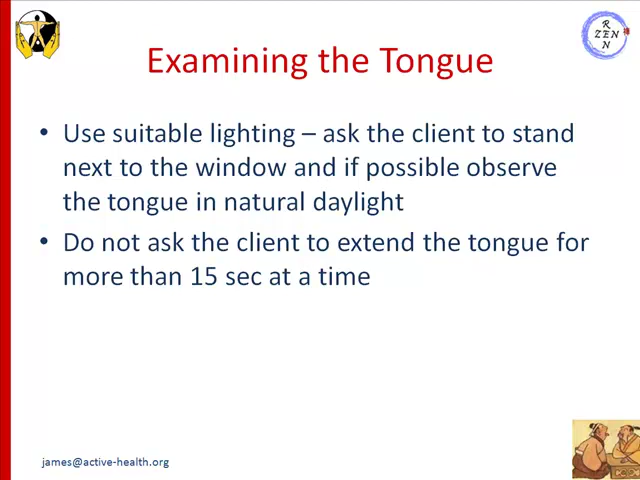 Examining the Tongue
• Use suitable lighting – ask the client to stand
next to the window and if possible observe
the tongue in natural daylight
• Do not ask the client to extend the tongue for
more than 15 sec at a time
james@active-health.org
R
ZEN
N